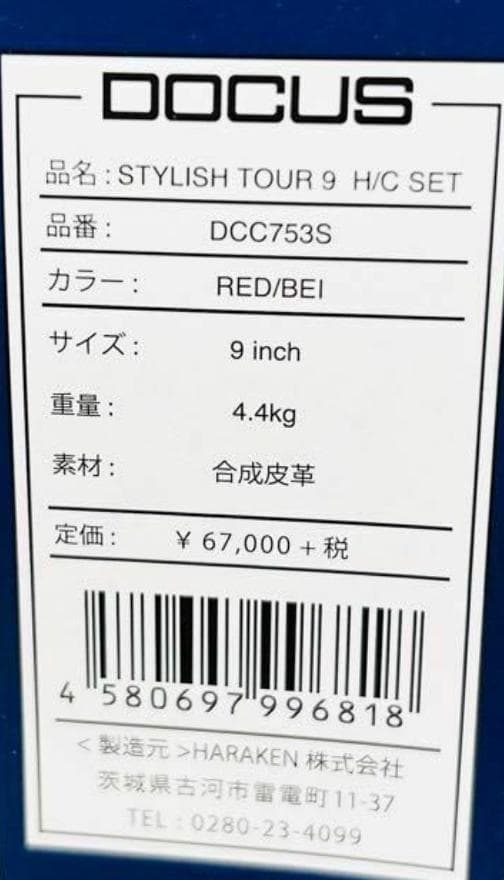 DOCUS
品名 : STYLISH TOUR 9 H/C SET
品番 : DCC753S
カラー : RED/BEI
サイズ : 9 inch
重量 : 4.4kg
素材 : 合成皮革
定価 : ¥ 67,000 + 税
4 580697 996818
< 製造元 >HARAKEN 株式会社
茨城県古河市雷電町 11-37
TEL : 0280-23-4099